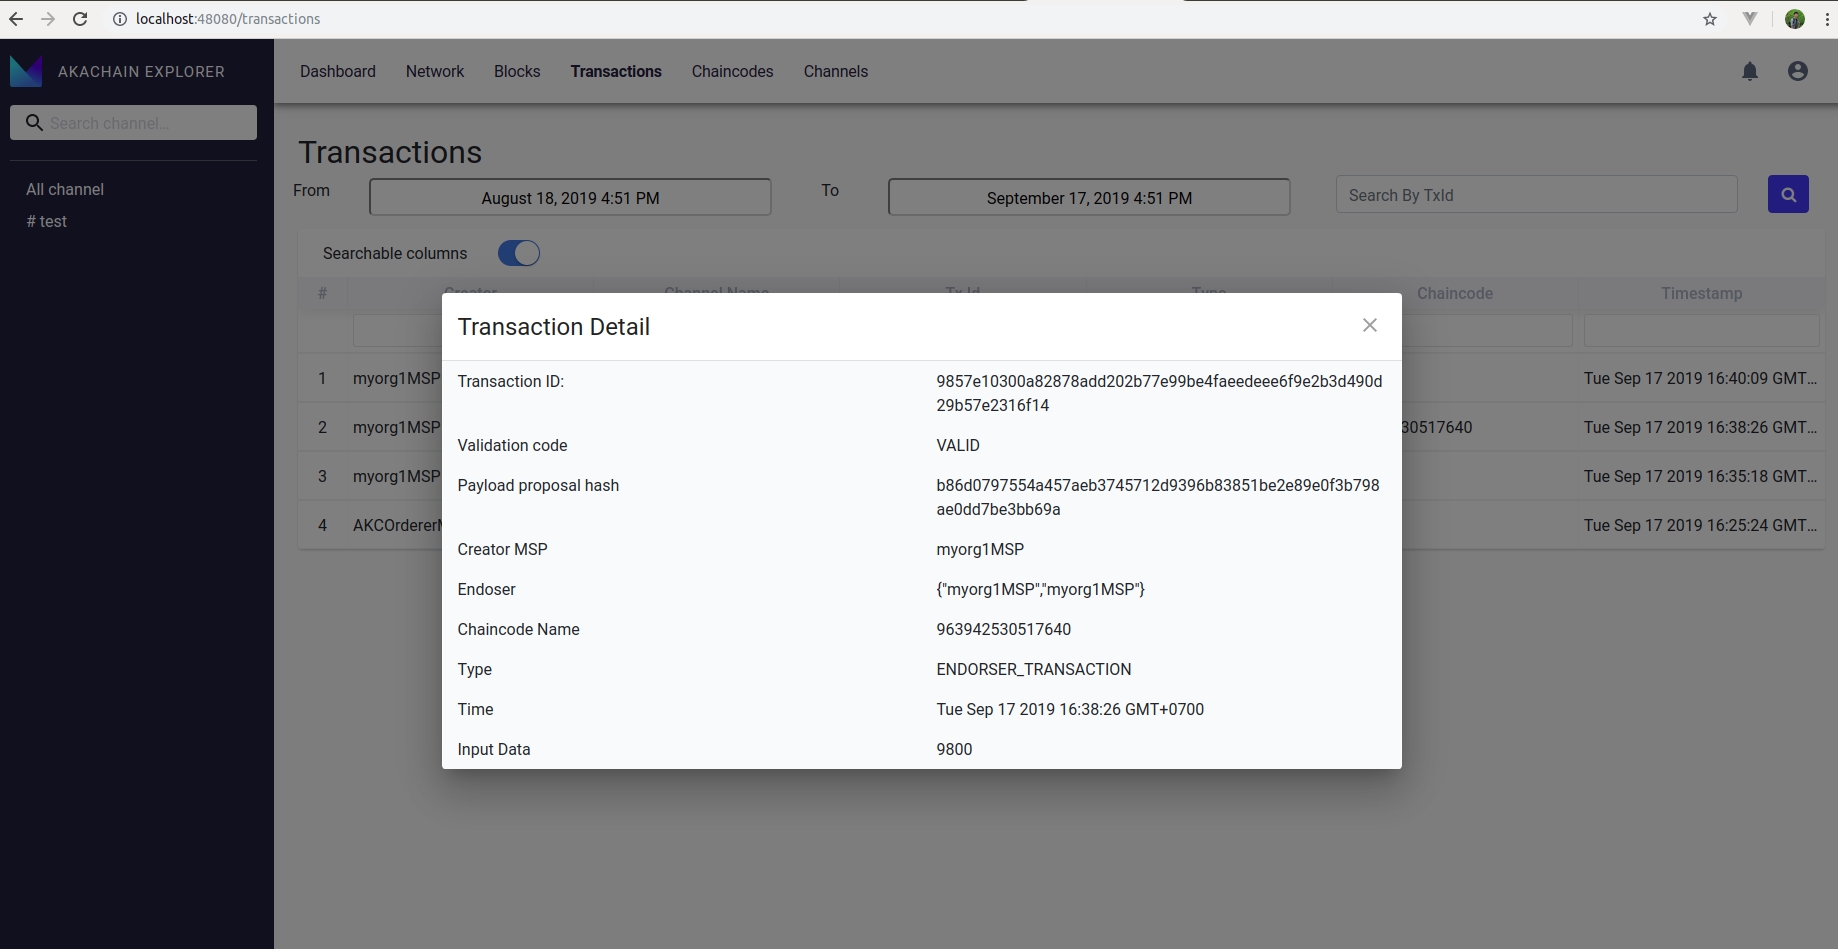 localhost:48080/transactions
AKACHAIN EXPLORER
Dashboard Network Blocks Transactions Chaincodes Channels
Search channel...
All channel
# test
Transactions
From August 18, 2019 4:51 PM To September 17, 2019 4:51 PM Search By TxId
Searchable columns
# Creator Channel Name Tx Id Type Chaincode Timestamp
1 myorg1MSP Tue Sep 17 2019 16:40:09 GMT...
2 myorg1MSP 30517640 Tue Sep 17 2019 16:38:26 GMT...
3 myorg1MSP Tue Sep 17 2019 16:35:18 GMT...
4 AKCOrderer Tue Sep 17 2019 16:25:24 GMT...
Transaction Detail
Transaction ID: 9857e10300a82878add202b77e99be4faeedeee6f9e2b3d490d
29b57e2316f14
Validation code VALID
Payload proposal hash b86d0797554a457aeb3745712d9396b83851be2e89e0f3b798
ae0dd7be3bb69a
Creator MSP myorg1MSP
Endoser {"myorg1MSP","myorg1MSP"}
Chaincode Name 963942530517640
Type ENDORSER_TRANSACTION
Time Tue Sep 17 2019 16:38:26 GMT+0700
Input Data 9800